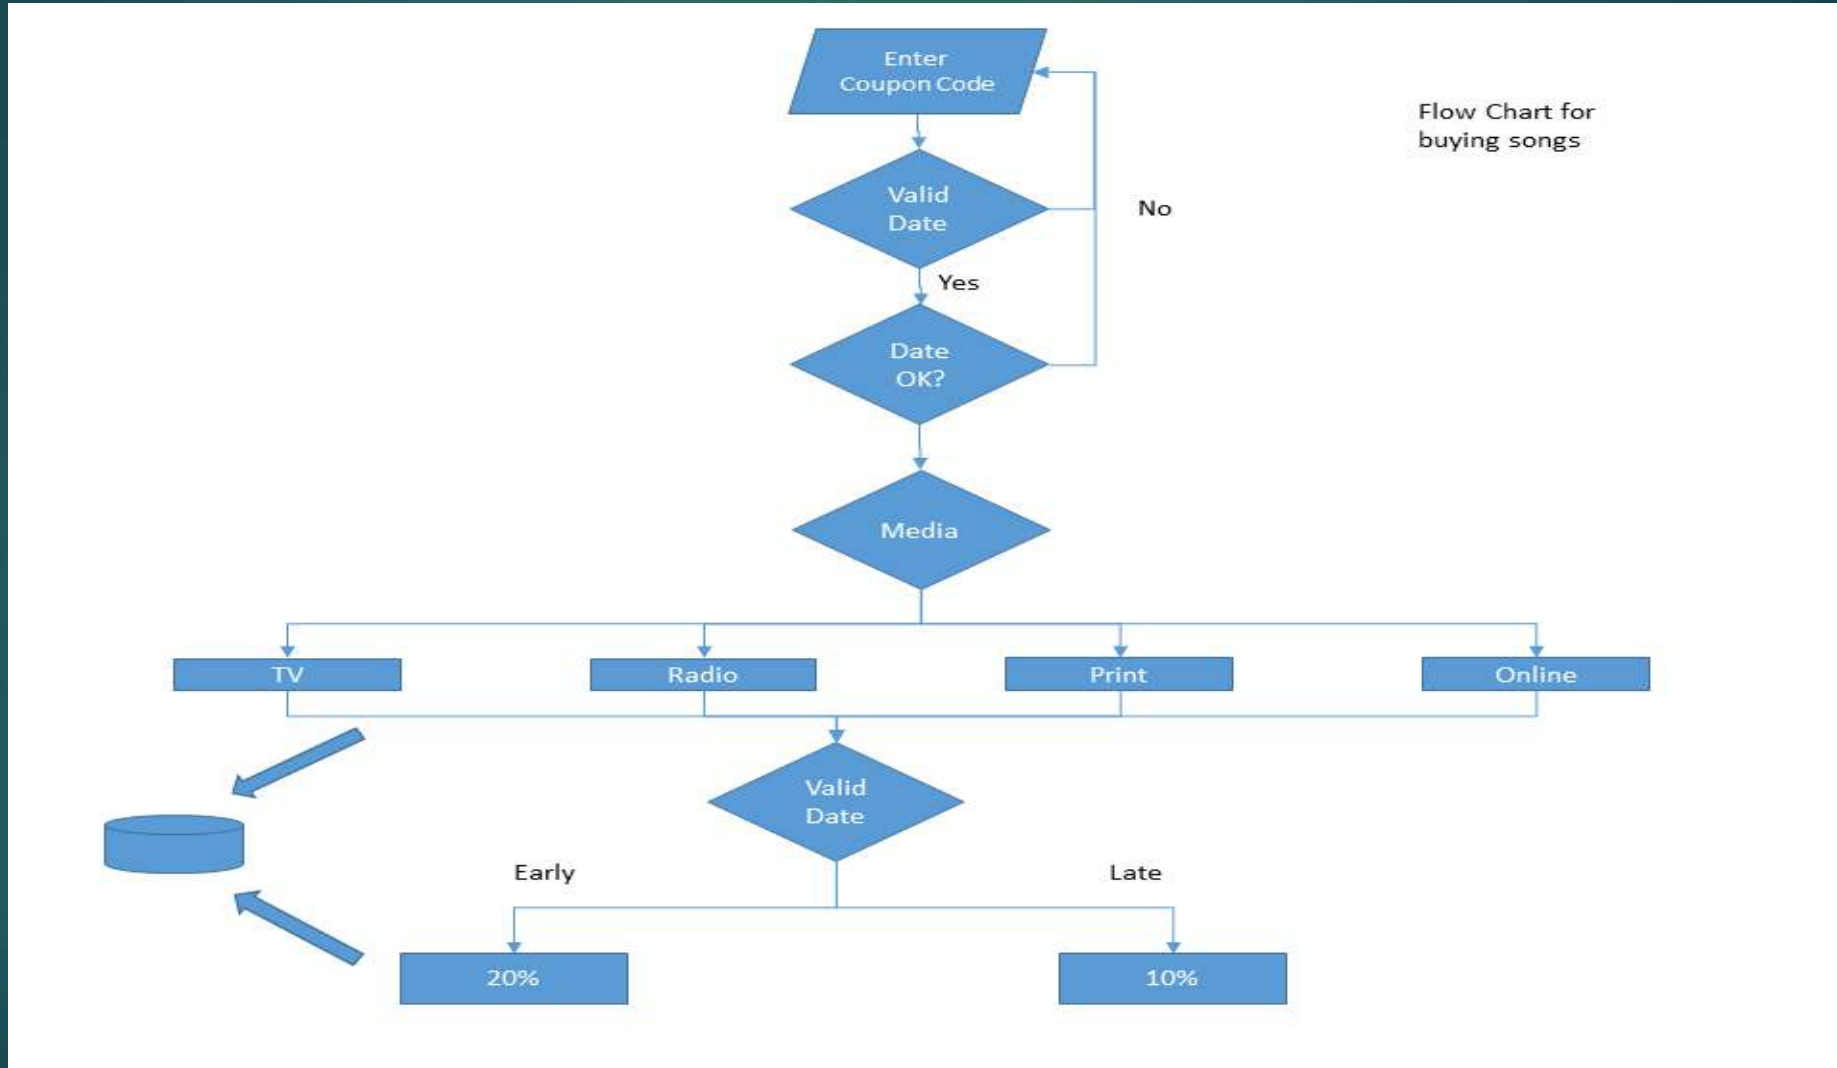 Enter
Coupon Code
Flow Chart for
buying songs
Valid
Date
No
Yes
Date
OK?
Media
TV
Radio
Print
Online
Valid
Date
Early
Late
20%
10%